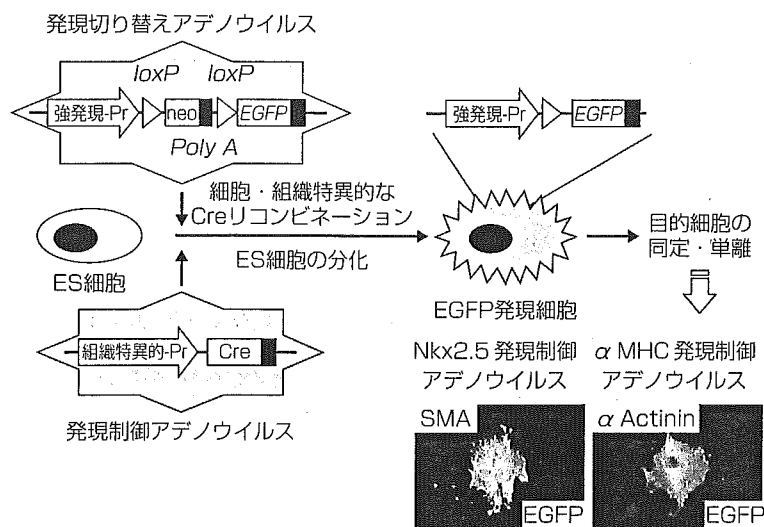 発現切り替えアデノウイルス
loxP loxP
強発現-Pr neo EGFP
Poly A
強発現-Pr EGFP
細胞・組織特異的な
Creリコンビネーション
ES細胞の分化
ES細胞
EGFP発現細胞
目的細胞の
同定・単離
組織特異的-Pr Cre
発現制御アデノウイルス
Nkx2.5 発現制御
アデノウイルス
SMA
EGFP
α MHC 発現制御
アデノウイルス
α Actinin
EGFP